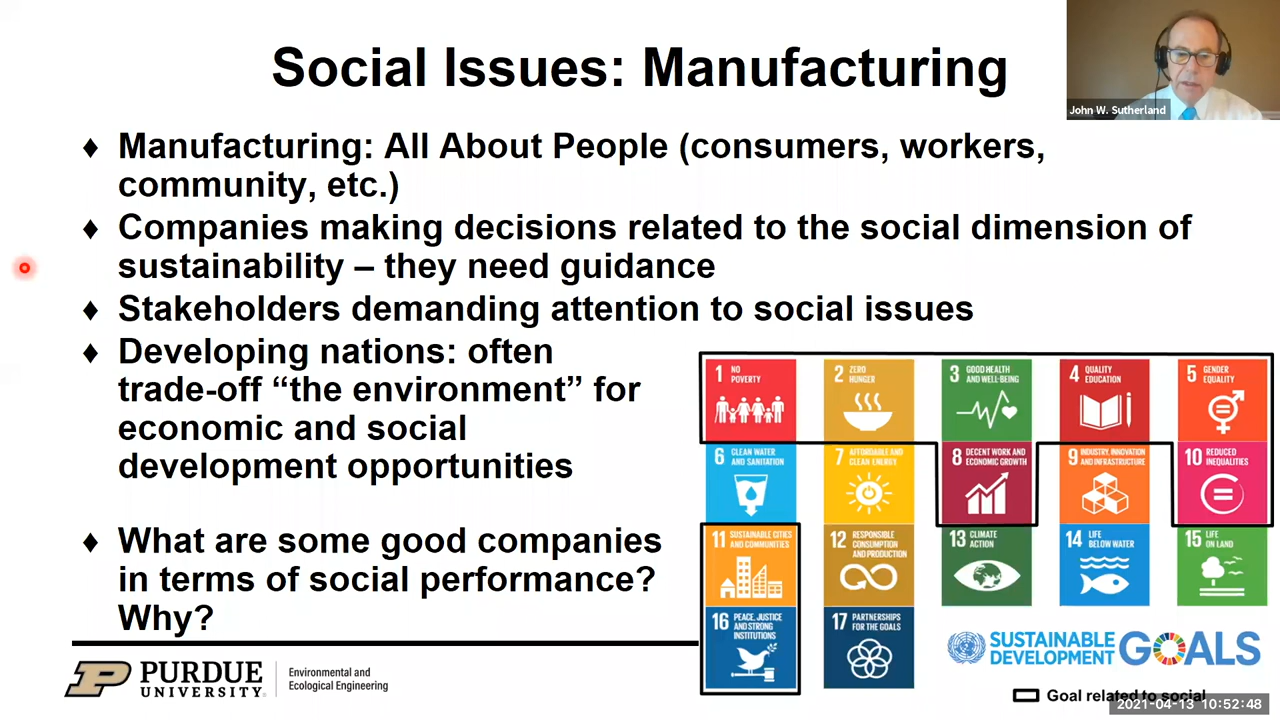 Social Issues: Manufacturing
John W. Sutherland
♦ Manufacturing: All About People (consumers, workers,
community, etc.)
♦ Companies making decisions related to the social dimension of
sustainability – they need guidance
♦ Stakeholders demanding attention to social issues
♦ Developing nations: often
trade-off “the environment” for
economic and social
development opportunities
♦ What are some good companies
in terms of social performance?
Why?
1 NO
POVERTY
2 ZERO
HUNGER
3 GOOD HEALTH
AND WELL-BEING
4 QUALITY
EDUCATION
5 GENDER
EQUALITY
6 CLEAN WATER
AND SANITATION
7 AFFORDABLE AND
CLEAN ENERGY
8 DECENT WORK AND
ECONOMIC GROWTH
9 INDUSTRY, INNOVATION
AND INFRASTRUCTURE
10 REDUCED
INEQUALITIES
11 SUSTAINABLE CITIES
AND COMMUNITIES
12 RESPONSIBLE
CONSUMPTION
AND PRODUCTION
13 CLIMATE
ACTION
14 LIFE
BELOW WATER
15 LIFE
ON LAND
16 PEACE, JUSTICE
AND STRONG
INSTITUTIONS
17 PARTNERSHIPS
FOR THE GOALS
SUSTAINABLE
DEVELOPMENT
GOALS
Goal related to social
2021-04-13 10:52:48
P PURDUE
UNIVERSITY®
Environmental and
Ecological Engineering